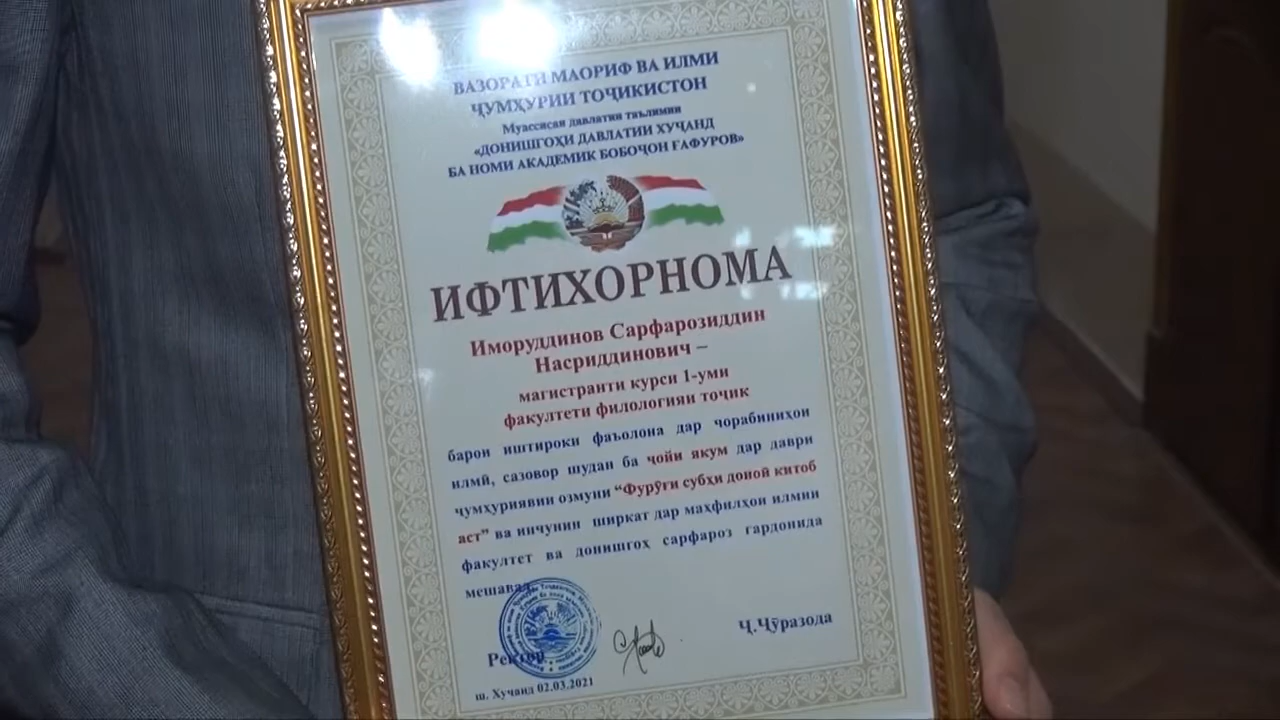 ВАЗОРАТИ МАОРИФ ВА ИЛМИ
ҶУМҲУРИИ ТОҶИКИСТОН
Муассисаи давлатии таълимии
«ДОНИШГОҲИ ДАВЛАТИИ ХУҶАНД
БА НОМИ АКАДЕМИК БОБОҶОН ҒАФУРОВ»
ИФТИХОРНОМА
Иморуддинов Сарфарозиддин
Насриддинович –
магистранти курси 1-уми
факултети филологияи тоҷик
барои иштироки фаъолона дар чорабиниҳои
илмӣ, сазовор шудан ба ҷойи якум дар даври
ҷумҳуриявии озмуни “Фурӯғи субҳи доноӣ китоб
аст” ва инчунин ширкат дар маҳфилҳои илмии
факултет ва донишгоҳ сарфароз гардонида
мешавад.
Ректор
Ҷ.Ҷӯразода
ш. Хуҷанд 02.03.2021